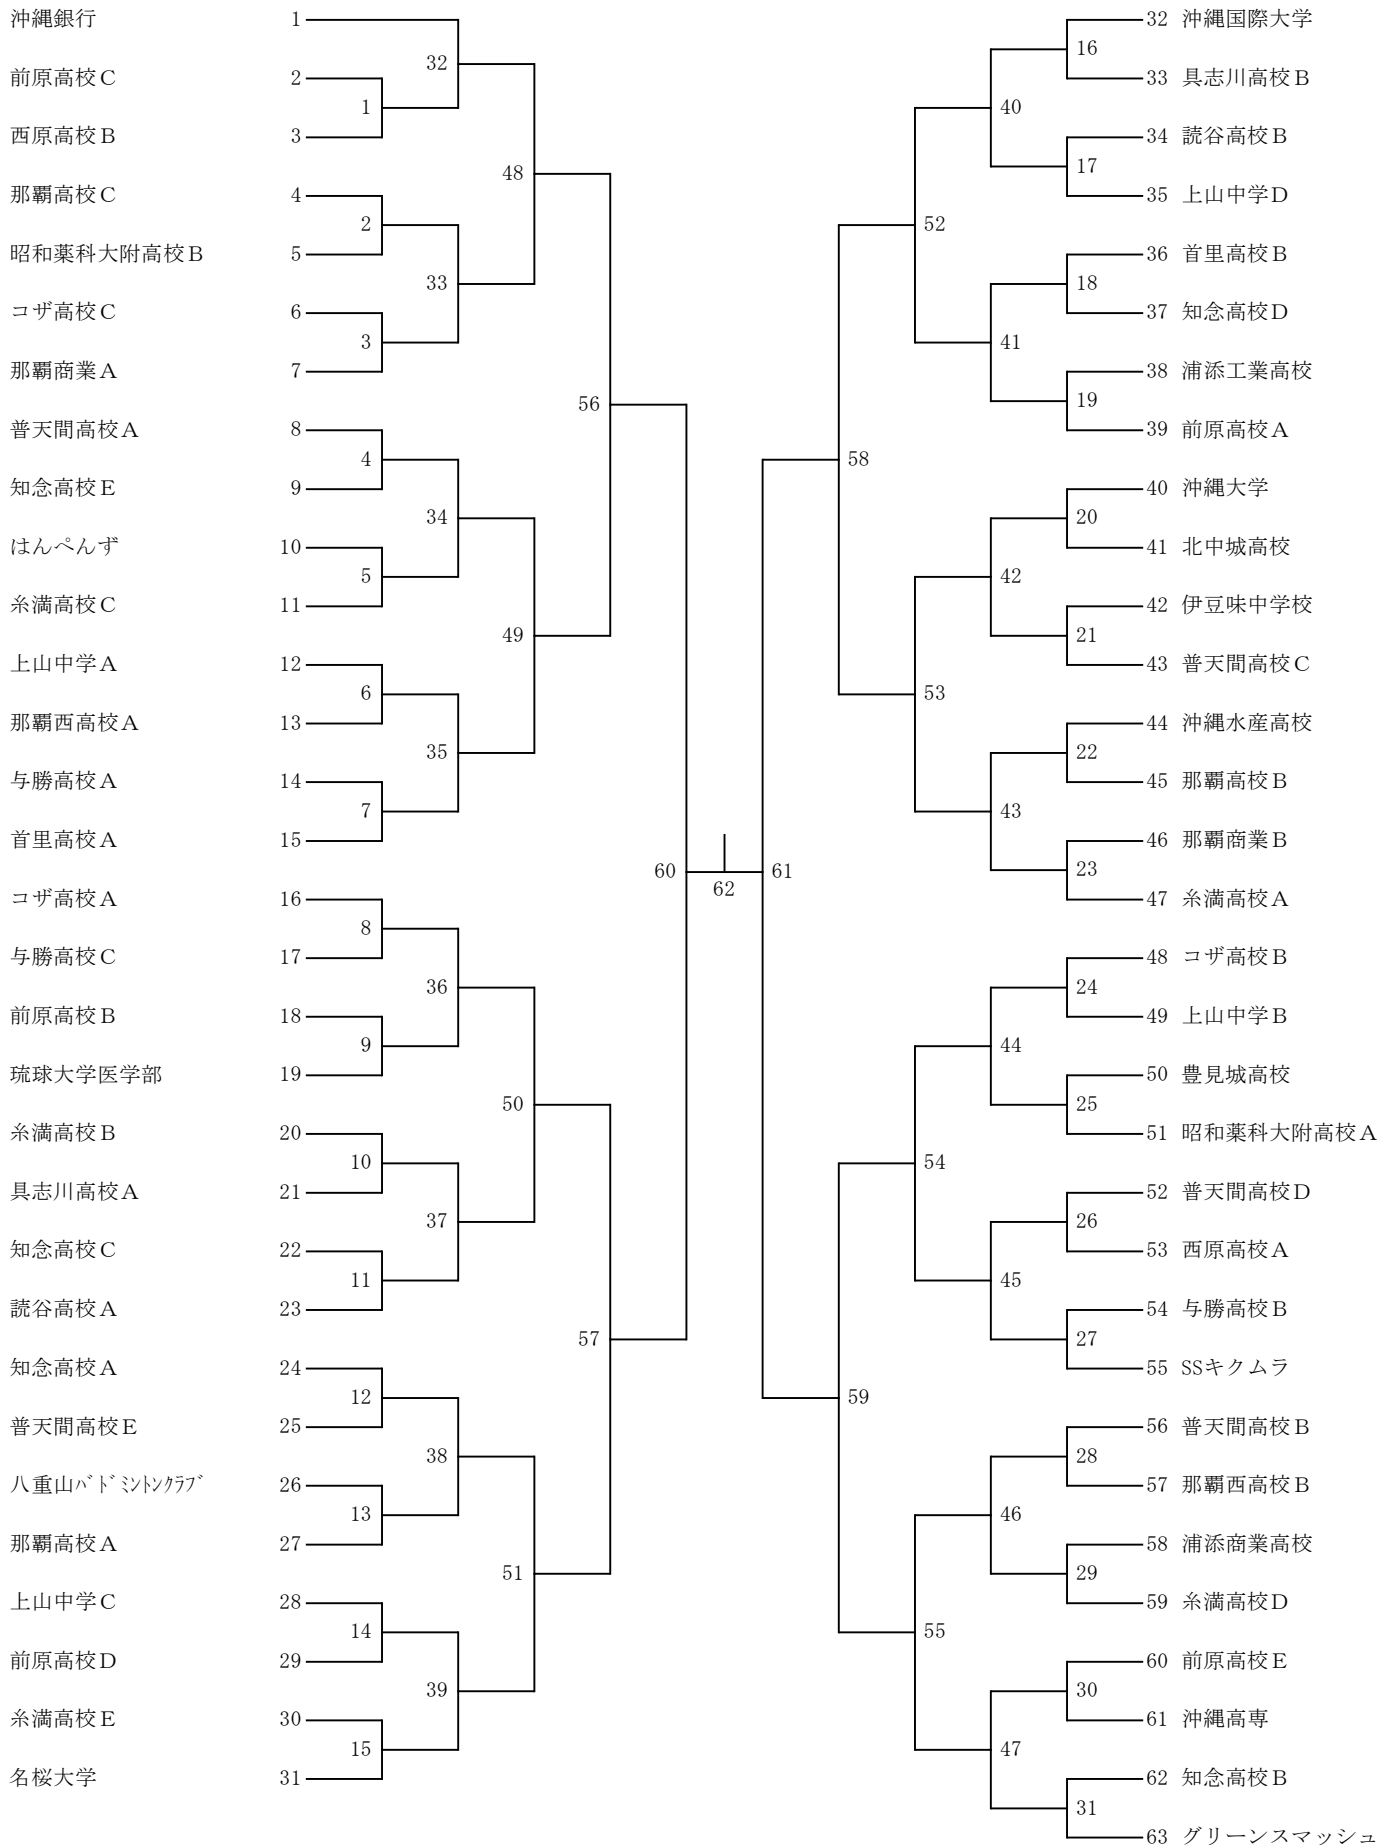 沖縄銀行 1
前原高校C 2
西原高校B 3
那覇高校C 4
昭和薬科大附高校B 5
コザ高校C 6
那覇商業A 7
普天間高校A 8
知念高校E 9
はんぺんず 10
糸満高校C 11
上山中学A 12
那覇西高校A 13
与勝高校A 14
首里高校A 15
コザ高校A 16
与勝高校C 17
前原高校B 18
琉球大学医学部 19
糸満高校B 20
具志川高校A 21
知念高校C 22
読谷高校A 23
知念高校A 24
普天間高校E 25
八重山ﾊﾞﾄﾞﾐﾝﾄﾝｸﾗﾌﾞ 26
那覇高校A 27
上山中学C 28
前原高校D 29
糸満高校E 30
名桜大学 31
1
2
3
4
5
6
7
8
9
10
11
12
13
14
15
32
33
34
35
36
37
38
39
48
49
50
51
56
57
60
62
61
58
59
52
53
54
55
40
41
42
43
44
45
46
47
16
17
18
19
20
21
22
23
24
25
26
27
28
29
30
31
32 沖縄国際大学
33 具志川高校B
34 読谷高校B
35 上山中学D
36 首里高校B
37 知念高校D
38 浦添工業高校
39 前原高校A
40 沖縄大学
41 北中城高校
42 伊豆味中学校
43 普天間高校C
44 沖縄水産高校
45 那覇高校B
46 那覇商業B
47 糸満高校A
48 コザ高校B
49 上山中学B
50 豊見城高校
51 昭和薬科大附高校A
52 普天間高校D
53 西原高校A
54 与勝高校B
55 SSキクムラ
56 普天間高校B
57 那覇西高校B
58 浦添商業高校
59 糸満高校D
60 前原高校E
61 沖縄高専
62 知念高校B
63 グリーンスマッシュ